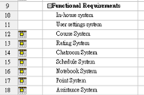 9 Functional Requirements
10 In-house system
11 User settings system
12 Course System
13 Rating System
14 Chatroom System
15 Schedule System
16 Notebook System
17 Point System
18 Assistance System